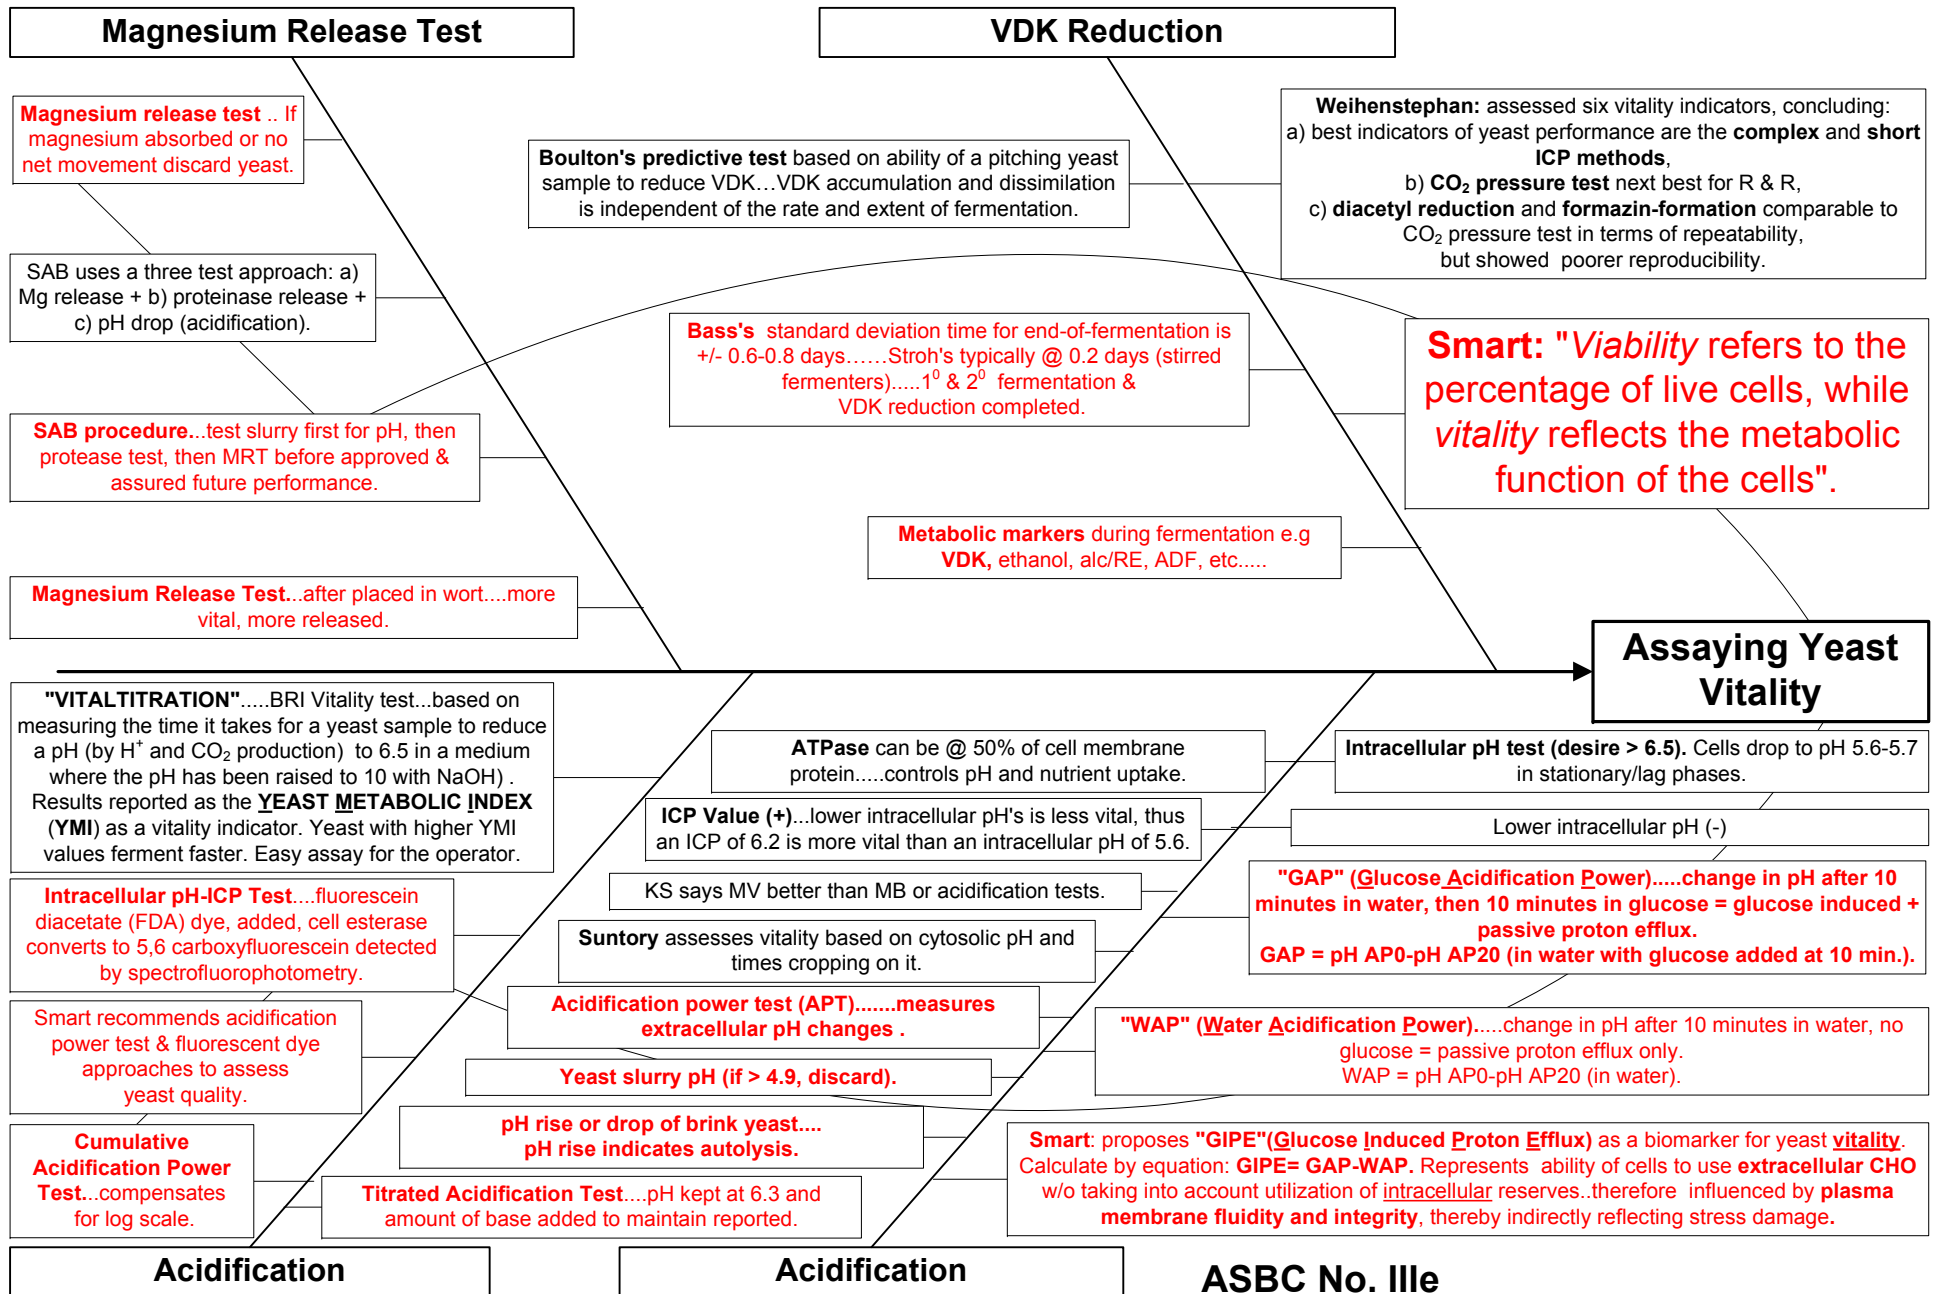 Magnesium Release Test
VDK Reduction
Magnesium release test .. If
magnesium absorbed or no
net movement discard yeast.
Boulton's predictive test based on ability of a pitching yeast
sample to reduce VDK…VDK accumulation and dissimilation
is independent of the rate and extent of fermentation.
Weihenstephan: assessed six vitality indicators, concluding:
a) best indicators of yeast performance are the complex and short
ICP methods,
b) CO₂ pressure test next best for R & R,
c) diacetyl reduction and formazin-formation comparable to
CO₂ pressure test in terms of repeatability,
but showed poorer reproducibility.
SAB uses a three test approach: a)
Mg release + b) proteinase release +
c) pH drop (acidification).
Bass's standard deviation time for end-of-fermentation is
+/- 0.6-0.8 days……Stroh's typically @ 0.2 days (stirred
fermenters).....1⁰ & 2⁰ fermentation &
VDK reduction completed.
Smart: "Viability refers to the
percentage of live cells, while
vitality reflects the metabolic
function of the cells".
SAB procedure...test slurry first for pH, then
protease test, then MRT before approved &
assured future performance.
Metabolic markers during fermentation e.g
VDK, ethanol, alc/RE, ADF, etc.....
Magnesium Release Test...after placed in wort....more
vital, more released.
Assaying Yeast
Vitality
"VITALTITRATION".....BRI Vitality test...based on
measuring the time it takes for a yeast sample to reduce
a pH (by H⁺ and CO₂ production) to 6.5 in a medium
where the pH has been raised to 10 with NaOH) .
Results reported as the YEAST METABOLIC INDEX
(YMI) as a vitality indicator. Yeast with higher YMI
values ferment faster. Easy assay for the operator.
ATPase can be @ 50% of cell membrane
protein.....controls pH and nutrient uptake.
Intracellular pH test (desire > 6.5). Cells drop to pH 5.6-5.7
in stationary/lag phases.
ICP Value (+)...lower intracellular pH's is less vital, thus
an ICP of 6.2 is more vital than an intracellular pH of 5.6.
Lower intracellular pH (-)
KS says MV better than MB or acidification tests.
"GAP" (Glucose Acidification Power).....change in pH after 10
minutes in water, then 10 minutes in glucose = glucose induced +
passive proton efflux.
GAP = pH AP0-pH AP20 (in water with glucose added at 10 min.).
Intracellular pH-ICP Test....fluorescein
diacetate (FDA) dye, added, cell esterase
converts to 5,6 carboxyfluorescein detected
by spectrofluorophotometry.
Suntory assesses vitality based on cytosolic pH and
times cropping on it.
Acidification power test (APT).......measures
extracellular pH changes .
Smart recommends acidification
power test & fluorescent dye
approaches to assess
yeast quality.
"WAP" (Water Acidification Power).....change in pH after 10 minutes in water, no
glucose = passive proton efflux only.
WAP = pH AP0-pH AP20 (in water).
Yeast slurry pH (if > 4.9, discard).
pH rise or drop of brink yeast....
pH rise indicates autolysis.
Cumulative
Acidification Power
Test...compensates
for log scale.
Titrated Acidification Test....pH kept at 6.3 and
amount of base added to maintain reported.
Smart: proposes "GIPE"(Glucose Induced Proton Efflux) as a biomarker for yeast vitality.
Calculate by equation: GIPE= GAP-WAP. Represents ability of cells to use extracellular CHO
w/o taking into account utilization of intracellular reserves..therefore influenced by plasma
membrane fluidity and integrity, thereby indirectly reflecting stress damage.
Acidification
Acidification
ASBC No. IIIe